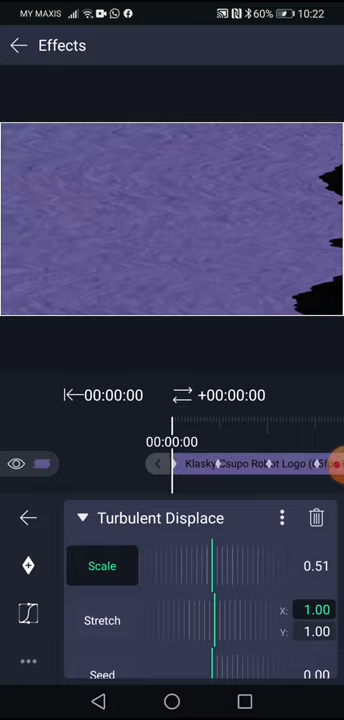 MY MAXIS 60% 10:22
Effects
00:00:00 +00:00:00
00:00:00
Klasky Csupo Robot Logo
Turbulent Displace
Scale 0.51
Stretch X: 1.00
Y: 1.00
Seed 0.00